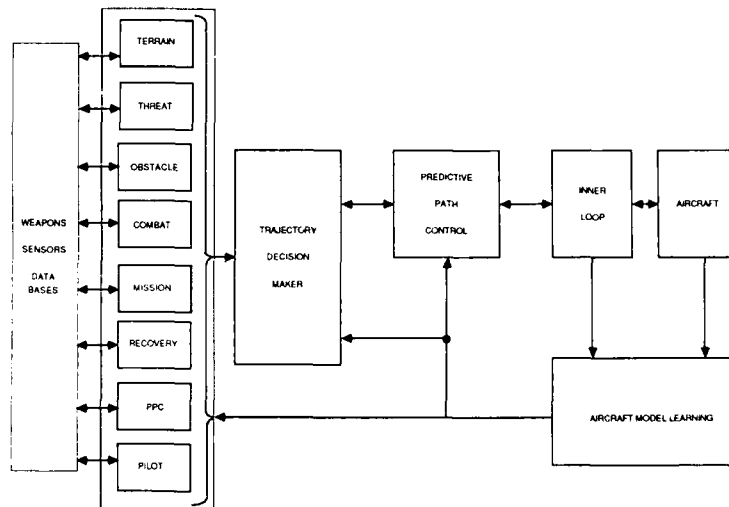 WEAPONS
SENSORS
DATA
BASES
TERRAIN
THREAT
OBSTACLE
COMBAT
MISSION
RECOVERY
PPC
PILOT
TRAJECTORY
DECISION
MAKER
PREDICTIVE
PATH
CONTROL
INNER
LOOP
AIRCRAFT
AIRCRAFT MODEL LEARNING